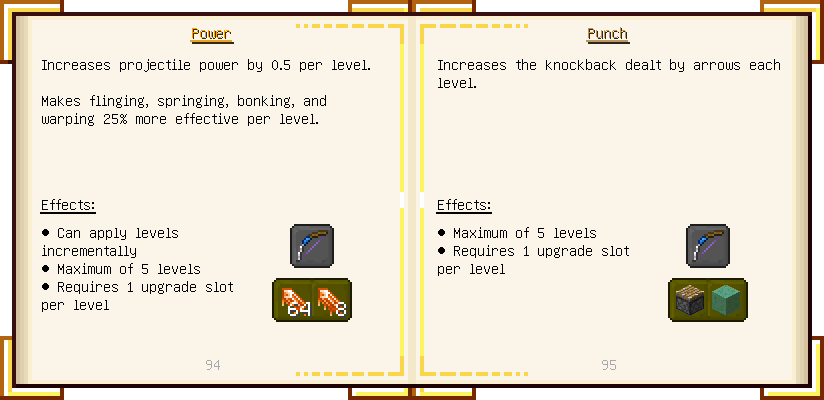 Power
Increases projectile power by 0.5 per level.
Makes flinging, springing, bonking, and
warping 25% more effective per level.
Effects:
● Can apply levels
incrementally
● Maximum of 5 levels
● Requires 1 upgrade slot
per level
64 8
94
Punch
Increases the knockback dealt by arrows each
level.
Effects:
● Maximum of 5 levels
● Requires 1 upgrade slot
per level
95